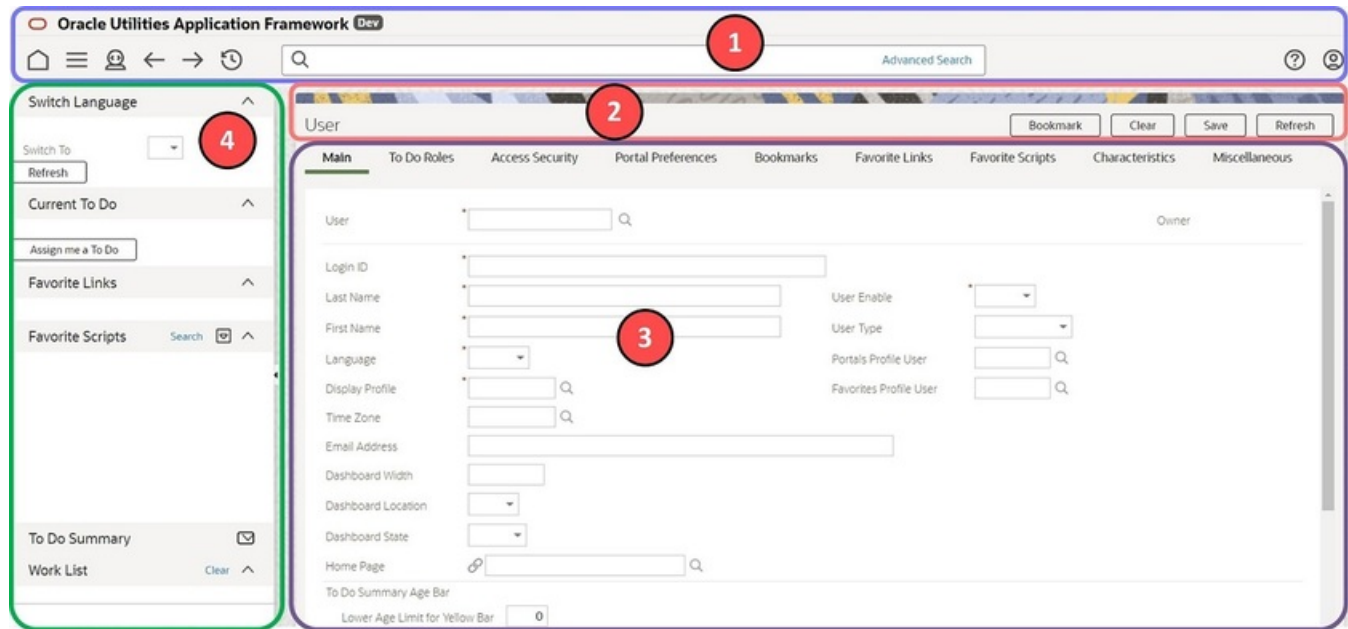 Oracle Utilities Application Framework Dev
1
Advanced Search
Switch Language
4
Switch To
Refresh
Current To Do
Assign me a To Do
Favorite Links
Favorite Scripts Search
To Do Summary
Work List Clear
2
User Bookmark Clear Save Refresh
Main To Do Roles Access Security Portal Preferences Bookmarks Favorite Links Favorite Scripts Characteristics Miscellaneous
User * Owner
Login ID *
Last Name * User Enable *
First Name * User Type
3
Language * Portals Profile User
Display Profile * Favorites Profile User
Time Zone
Email Address
Dashboard Width
Dashboard Location
Dashboard State
Home Page
To Do Summary Age Bar
Lower Age Limit for Yellow Bar 0